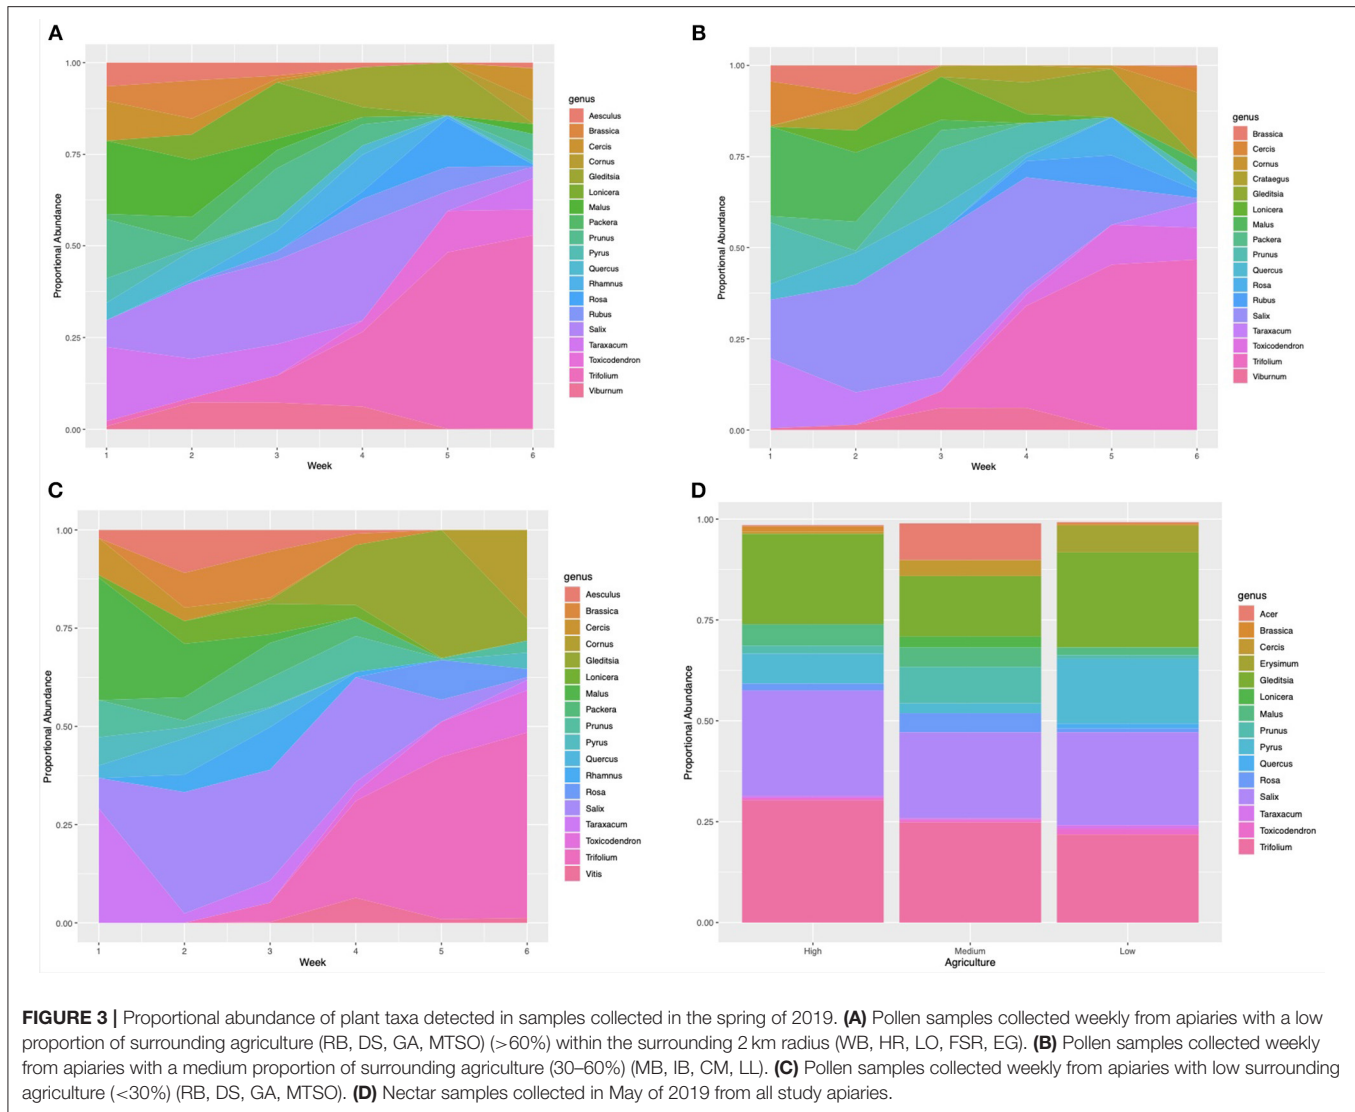 A
1.00
0.75
0.50
0.25
0.00
Proportional Abundance
1 2 3 4 5 6
Week
genus
Aesculus
Brassica
Cercis
Cornus
Gleditsia
Lonicera
Malus
Packera
Prunus
Pyrus
Quercus
Rhamnus
Rosa
Rubus
Salix
Taraxacum
Toxicodendron
Trifolium
Viburnum
B
1.00
0.75
0.50
0.25
0.00
Proportional Abundance
1 2 3 4 5 6
Week
genus
Brassica
Cercis
Cornus
Crataegus
Gleditsia
Lonicera
Malus
Packera
Prunus
Quercus
Rosa
Rubus
Salix
Taraxacum
Toxicodendron
Trifolium
Viburnum
C
1.00
0.75
0.50
0.25
0.00
Proportional Abundance
1 2 3 4 5 6
Week
genus
Aesculus
Brassica
Cercis
Cornus
Gleditsia
Lonicera
Malus
Packera
Prunus
Pyrus
Quercus
Rhamnus
Rosa
Salix
Taraxacum
Toxicodendron
Trifolium
Vitis
D
1.00
0.75
0.50
0.25
0.00
Proportional Abundance
High Medium Low
Agriculture
genus
Acer
Brassica
Cercis
Erysimum
Gleditsia
Lonicera
Malus
Prunus
Pyrus
Quercus
Rosa
Salix
Taraxacum
Toxicodendron
Trifolium
FIGURE 3 | Proportional abundance of plant taxa detected in samples collected in the spring of 2019. (A) Pollen samples collected weekly from apiaries with a low
proportion of surrounding agriculture (RB, DS, GA, MTSO) (>60%) within the surrounding 2 km radius (WB, HR, LO, FSR, EG). (B) Pollen samples collected weekly
from apiaries with a medium proportion of surrounding agriculture (30–60%) (MB, IB, CM, LL). (C) Pollen samples collected weekly from apiaries with low surrounding
agriculture (<30%) (RB, DS, GA, MTSO). (D) Nectar samples collected in May of 2019 from all study apiaries.